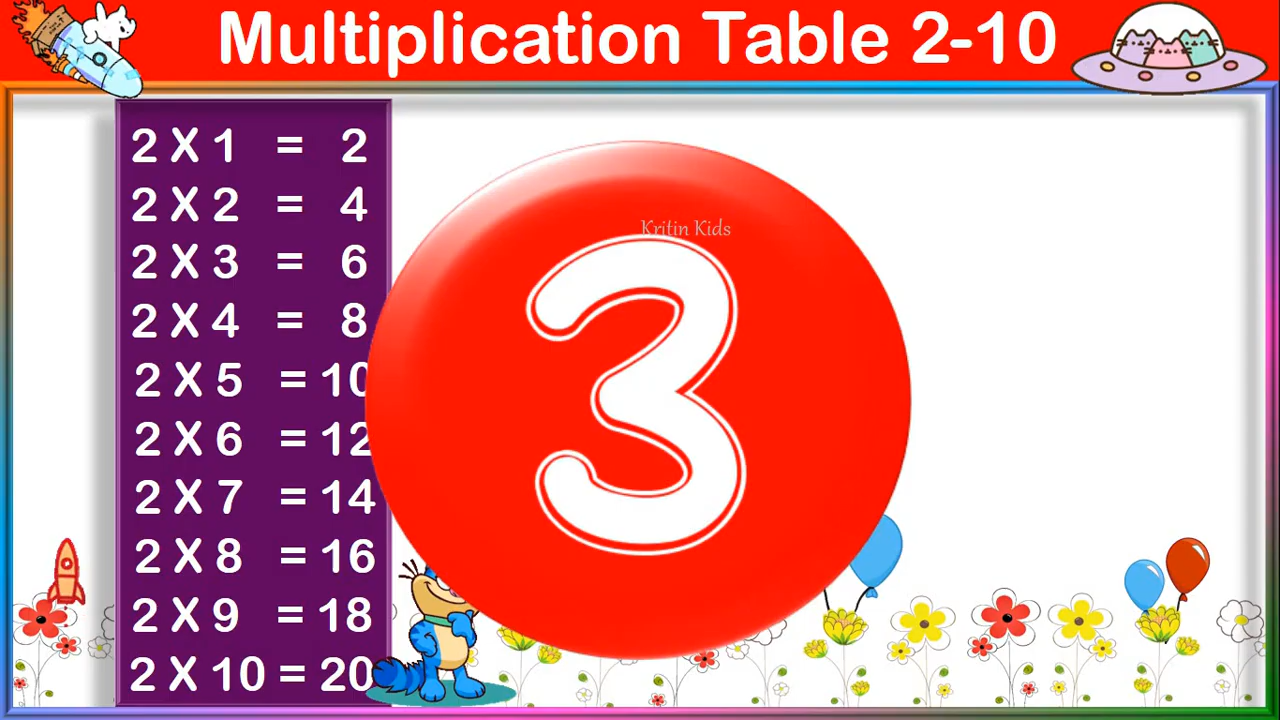 Multiplication Table 2-10
2 X 1 = 2
2 X 2 = 4
2 X 3 = 6
2 X 4 = 8
2 X 5 = 10
2 X 6 = 12
2 X 7 = 14
2 X 8 = 16
2 X 9 = 18
2 X 10 = 20
Kritin Kids
3